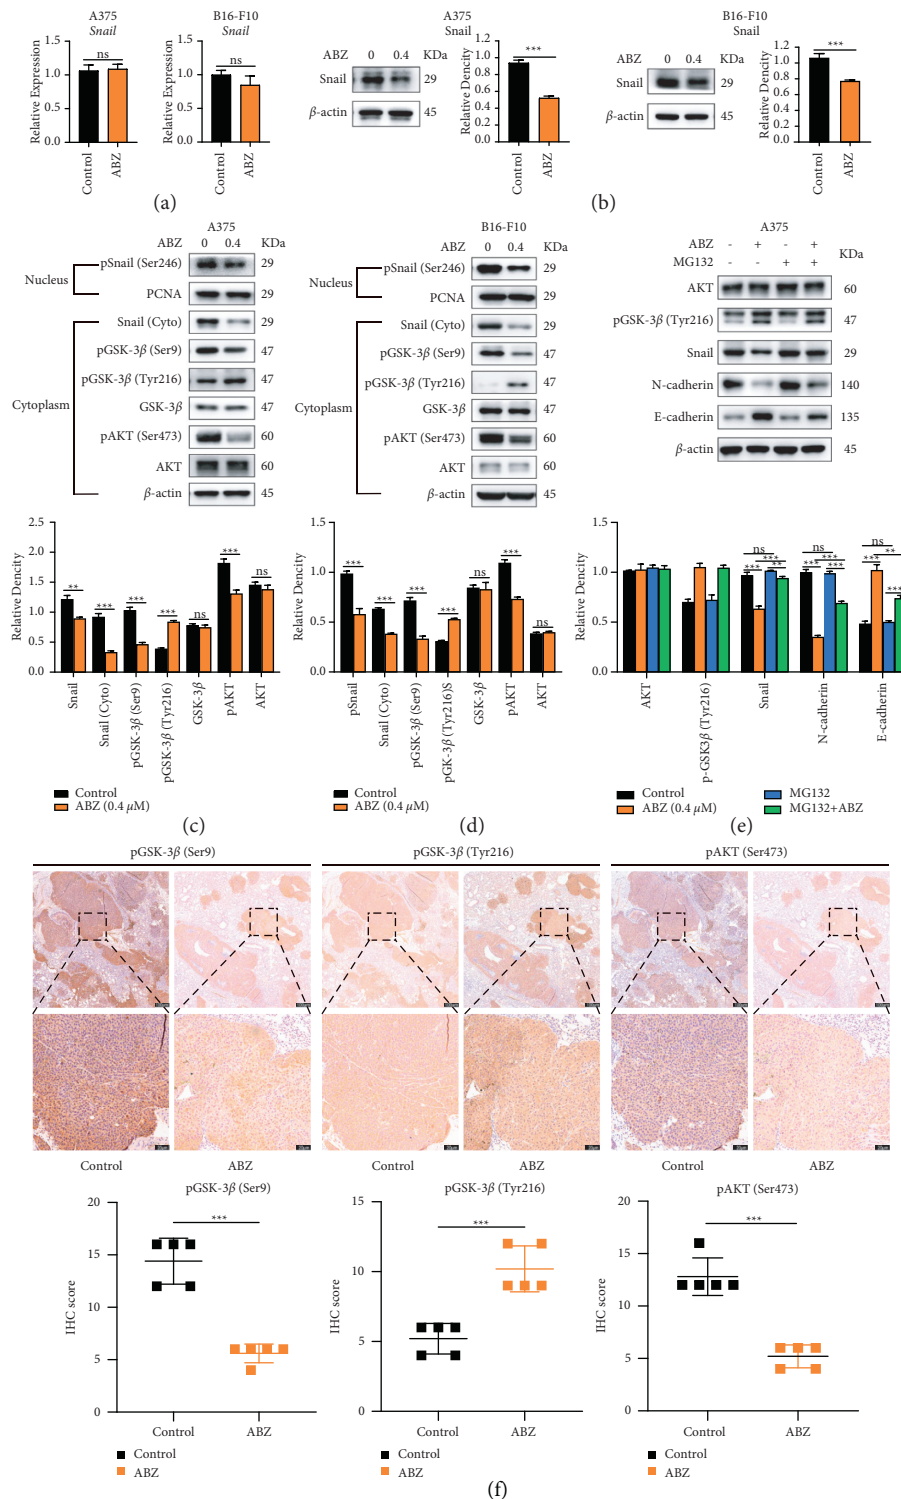 A375
Snail
ns
Relative Expression
1.5
1.0
0.5
0.0
Control
ABZ
B16-F10
Snail
ns
Relative Expression
1.5
1.0
0.5
0.0
Control
ABZ
(a)
ABZ 0 0.4 KDa
Snail 29
β-actin 45
A375
Snail
***
Relative Dencity
1.2
1.0
0.8
0.6
0.4
0.2
0.0
Control
ABZ
ABZ 0 0.4 KDa
Snail 29
β-actin 45
B16-F10
Snail
***
Relative Density
1.2
1.0
0.8
0.6
0.4
0.2
0.0
Control
ABZ
(b)
A375
ABZ 0 0.4 KDa
Nucleus
pSnail (Ser246) 29
PCNA 29
Cytoplasm
Snail (Cyto) 29
pGSK-3β (Ser9) 47
pGSK-3β (Tyr216) 47
GSK-3β 47
pAKT (Ser473) 60
AKT 60
β-actin 45
B16-F10
ABZ 0 0.4 KDa
Nucleus
pSnail (Ser246) 29
PCNA 29
Cytoplasm
Snail (Cyto) 29
pGSK-3β (Ser9) 47
pGSK-3β (Tyr216) 47
GSK-3β 47
pAKT (Ser473) 60
AKT 60
β-actin 45
A375
ABZ - + - +
MG132 - - + +
KDa
AKT 60
pGSK-3β (Tyr216) 47
Snail 29
N-cadherin 140
E-cadherin 135
β-actin 45
Relative Density
2.5
2.0
1.5
1.0
0.5
0.0
** *** *** *** ns *** ns
Snail
Snail (Cyto)
pGSK-3β (Ser9)
pGSK-3β (Tyr216)
GSK-3β
pAKT
AKT
Control
ABZ (0.4 μM)
(c)
Relative Density
1.5
1.0
0.5
0.0
*** *** *** *** ns *** ns
pSnail
Snail (Cyto)
pGSK-3β (Ser9)
pGK-3β (Tyr216)S
GSK-3β
pAKT
AKT
Control
ABZ (0.4 μM)
(d)
Relative Density
1.5
1.0
0.5
0.0
ns
***
*** **
ns
***
*** ***
ns
**
*** ***
AKT
p-GSK3β (Tyr216)
Snail
N-cadherin
E-cadherin
Control
ABZ (0.4 μM)
MG132
MG132+ABZ
(e)
pGSK-3β (Ser9)
pGSK-3β (Tyr216)
pAKT (Ser473)
Control ABZ
Control ABZ
Control ABZ
pGSK-3β (Ser9)
***
IHC score
20
15
10
5
0
Control ABZ
Control
ABZ
pGSK-3β (Tyr216)
***
IHC score
15
10
5
0
Control ABZ
Control
ABZ
pAKT (Ser473)
***
IHC score
20
15
10
5
0
Control ABZ
Control
ABZ
(f)